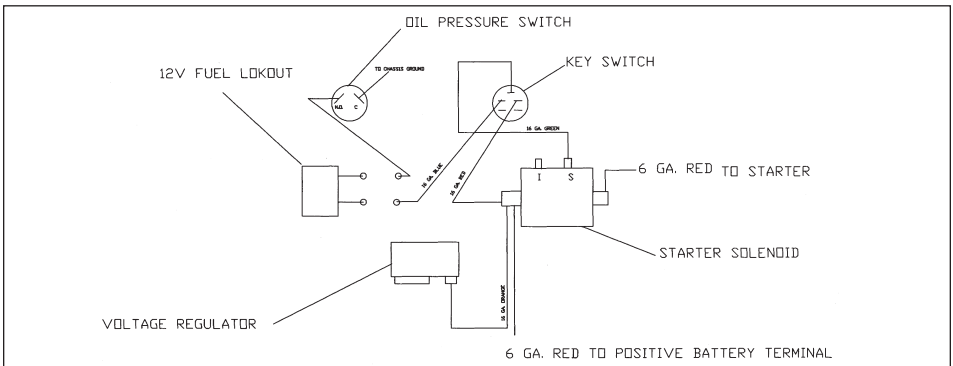 OIL PRESSURE SWITCH
TO CHASSIS GROUND
KEY SWITCH
12V FUEL LOKOUT
N.O. C
16 GA. GREEN
16 GA. BLUE
16 GA. RED
6 GA. RED TO STARTER
I S
STARTER SOLENOID
16 GA. ORANGE
VOLTAGE REGULATOR
6 GA. RED TO POSITIVE BATTERY TERMINAL